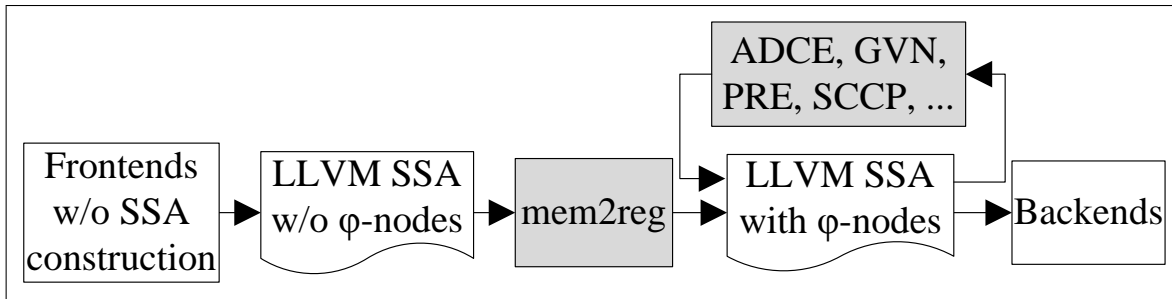 ADCE, GVN,
PRE, SCCP, ...
Frontends
w/o SSA
construction
LLVM SSA
w/o φ-nodes
mem2reg
LLVM SSA
with φ-nodes
Backends